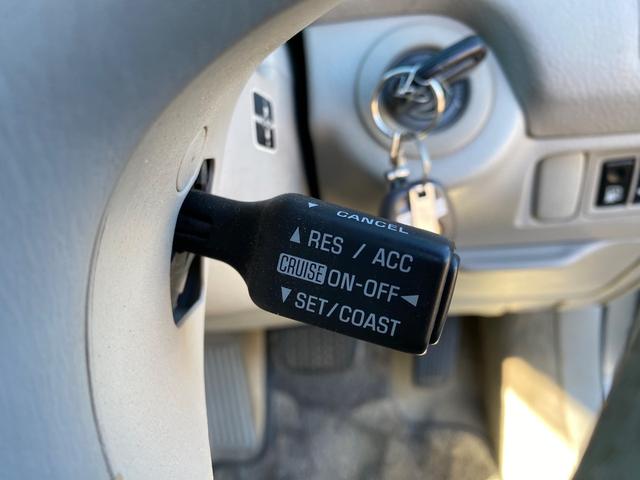 CANCEL
RES / ACC
CRUISE ON-OFF
SET/COAST